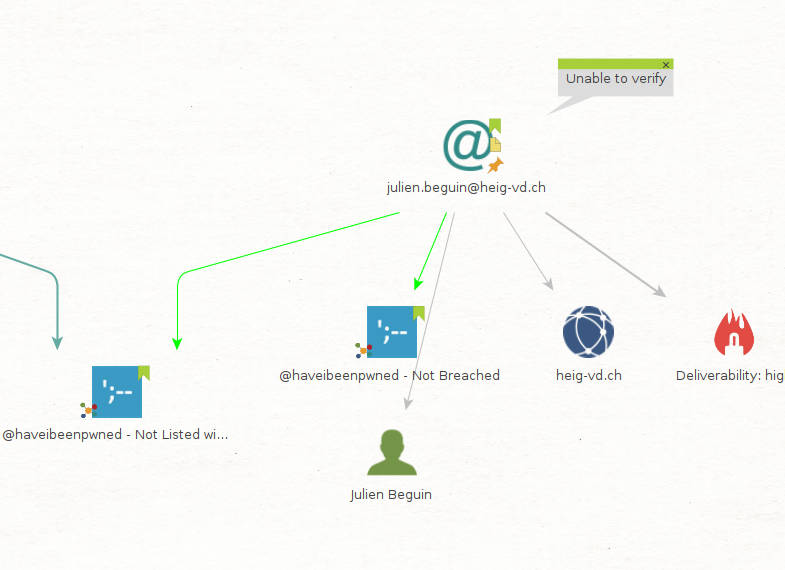 Unable to verify
julien.beguin@heig-vd.ch
';--
@haveibeenpwned - Not Breached
heig-vd.ch
Deliverability: hig
';--
@haveibeenpwned - Not Listed wi...
Julien Beguin